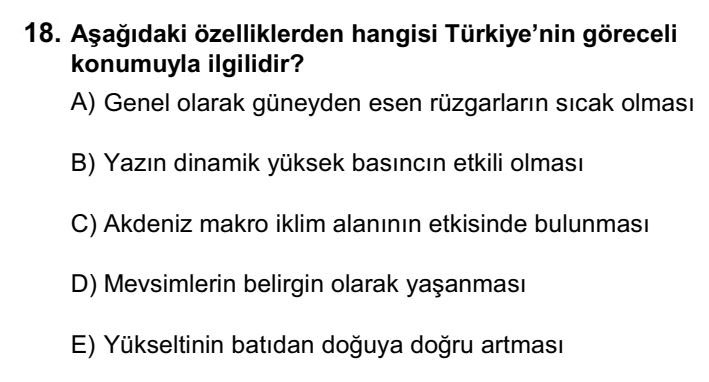 18. Aşağıdaki özelliklerden hangisi Türkiye'nin göreceli
konumuyla ilgilidir?
A) Genel olarak güneyden esen rüzgarların sıcak olması
B) Yazın dinamik yüksek basıncın etkili olması
C) Akdeniz makro iklim alanının etkisinde bulunması
D) Mevsimlerin belirgin olarak yaşanması
E) Yükseltinin batıdan doğuya doğru artması